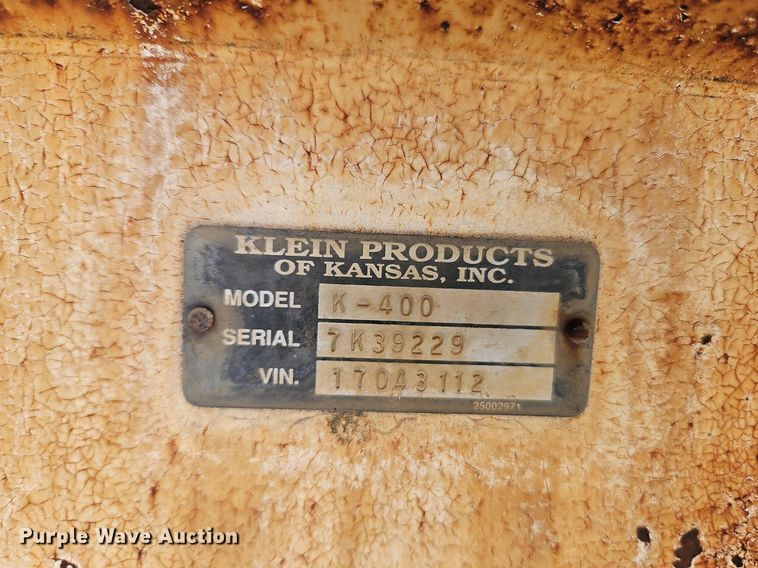 KLEIN PRODUCTS
OF KANSAS, INC.
MODEL K-400
SERIAL 7K39229
VIN. 17043112
25002971
Purple Wave Auction®